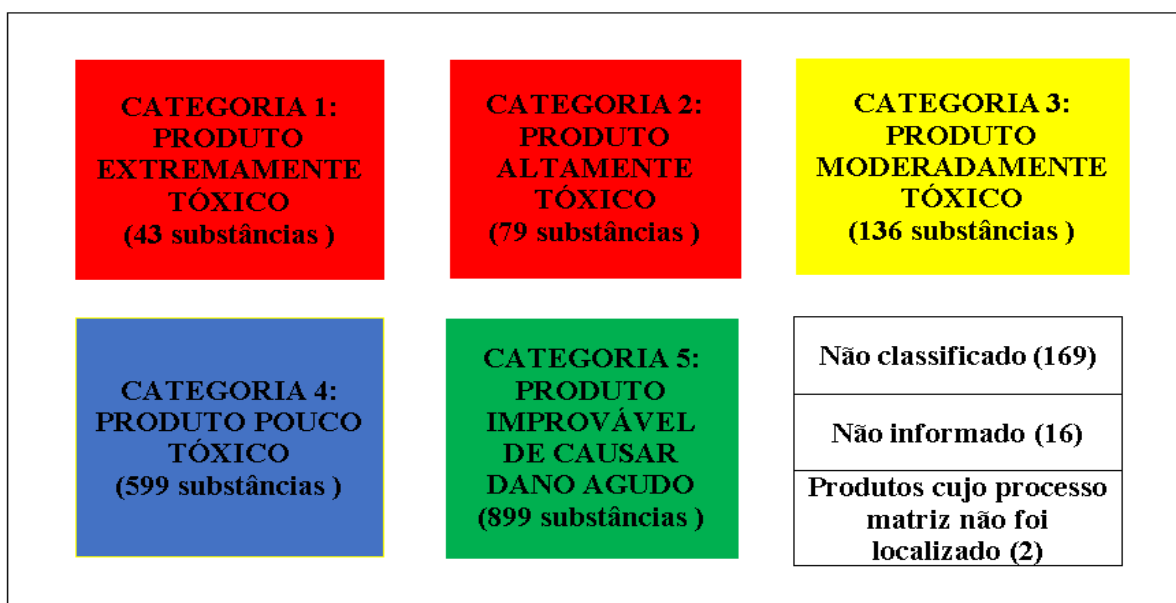 CATEGORIA 1:
PRODUTO
EXTREMAMENTE
TÓXICO
(43 substâncias )
CATEGORIA 2:
PRODUTO
ALTAMENTE
TÓXICO
(79 substâncias )
CATEGORIA 3:
PRODUTO
MODERADAMENTE
TÓXICO
(136 substâncias )
CATEGORIA 4:
PRODUTO POUCO
TÓXICO
(599 substâncias )
CATEGORIA 5:
PRODUTO
IMPROVÁVEL
DE CAUSAR
DANO AGUDO
(899 substâncias )
Não classificado (169)
Não informado (16)
Produtos cujo processo
matriz não foi
localizado (2)